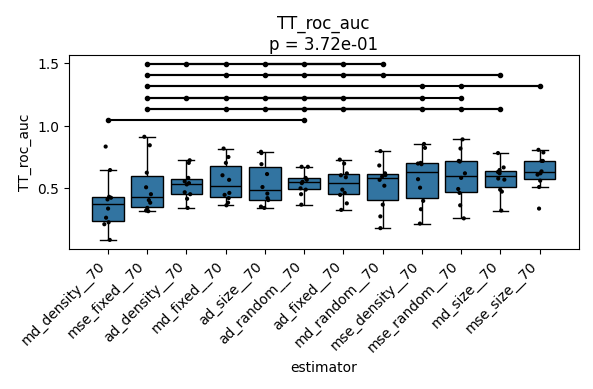 TT_roc_auc
p = 3.72e-01
1.5
1.0
0.5
TT_roc_auc
md_density__70
mse_fixed__70
ad_density__70
md_fixed__70
ad_size__70
ad_random__70
ad_fixed__70
md_random__70
mse_density__70
mse_random__70
md_size__70
mse_size__70
estimator